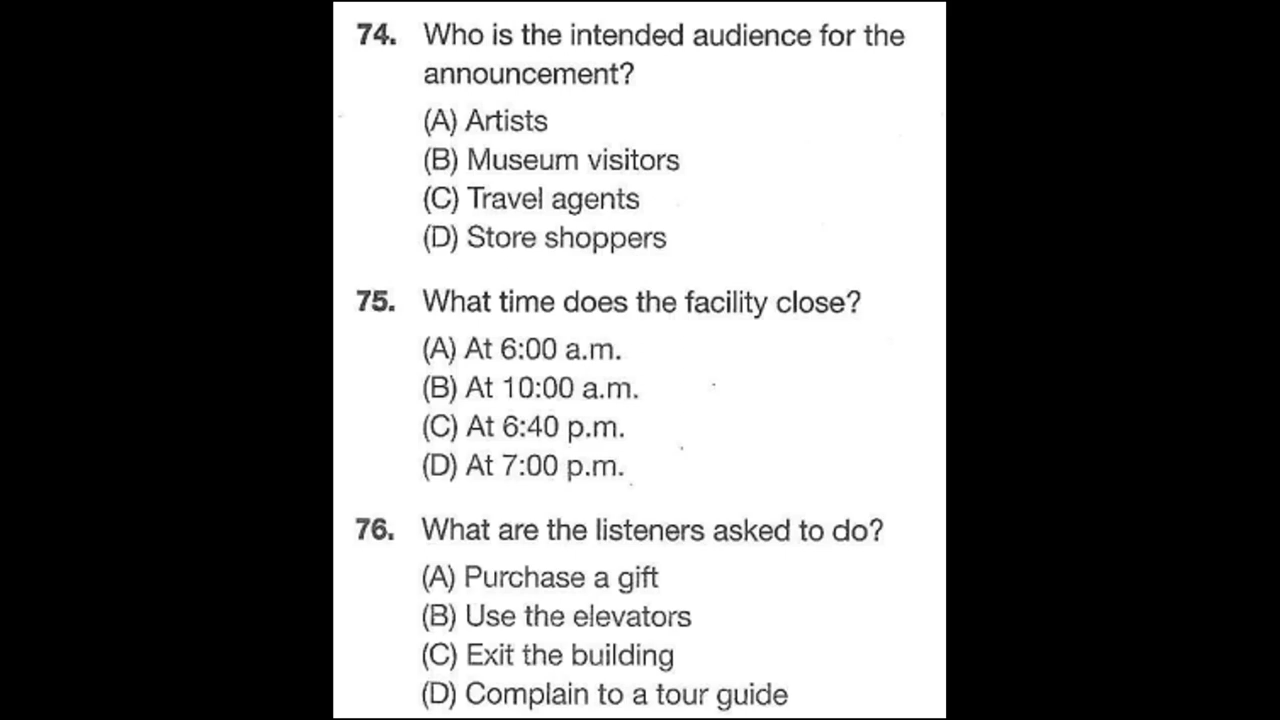 74. Who is the intended audience for the
announcement?
(A) Artists
(B) Museum visitors
(C) Travel agents
(D) Store shoppers
75. What time does the facility close?
(A) At 6:00 a.m.
(B) At 10:00 a.m.
(C) At 6:40 p.m.
(D) At 7:00 p.m.
76. What are the listeners asked to do?
(A) Purchase a gift
(B) Use the elevators
(C) Exit the building
(D) Complain to a tour guide